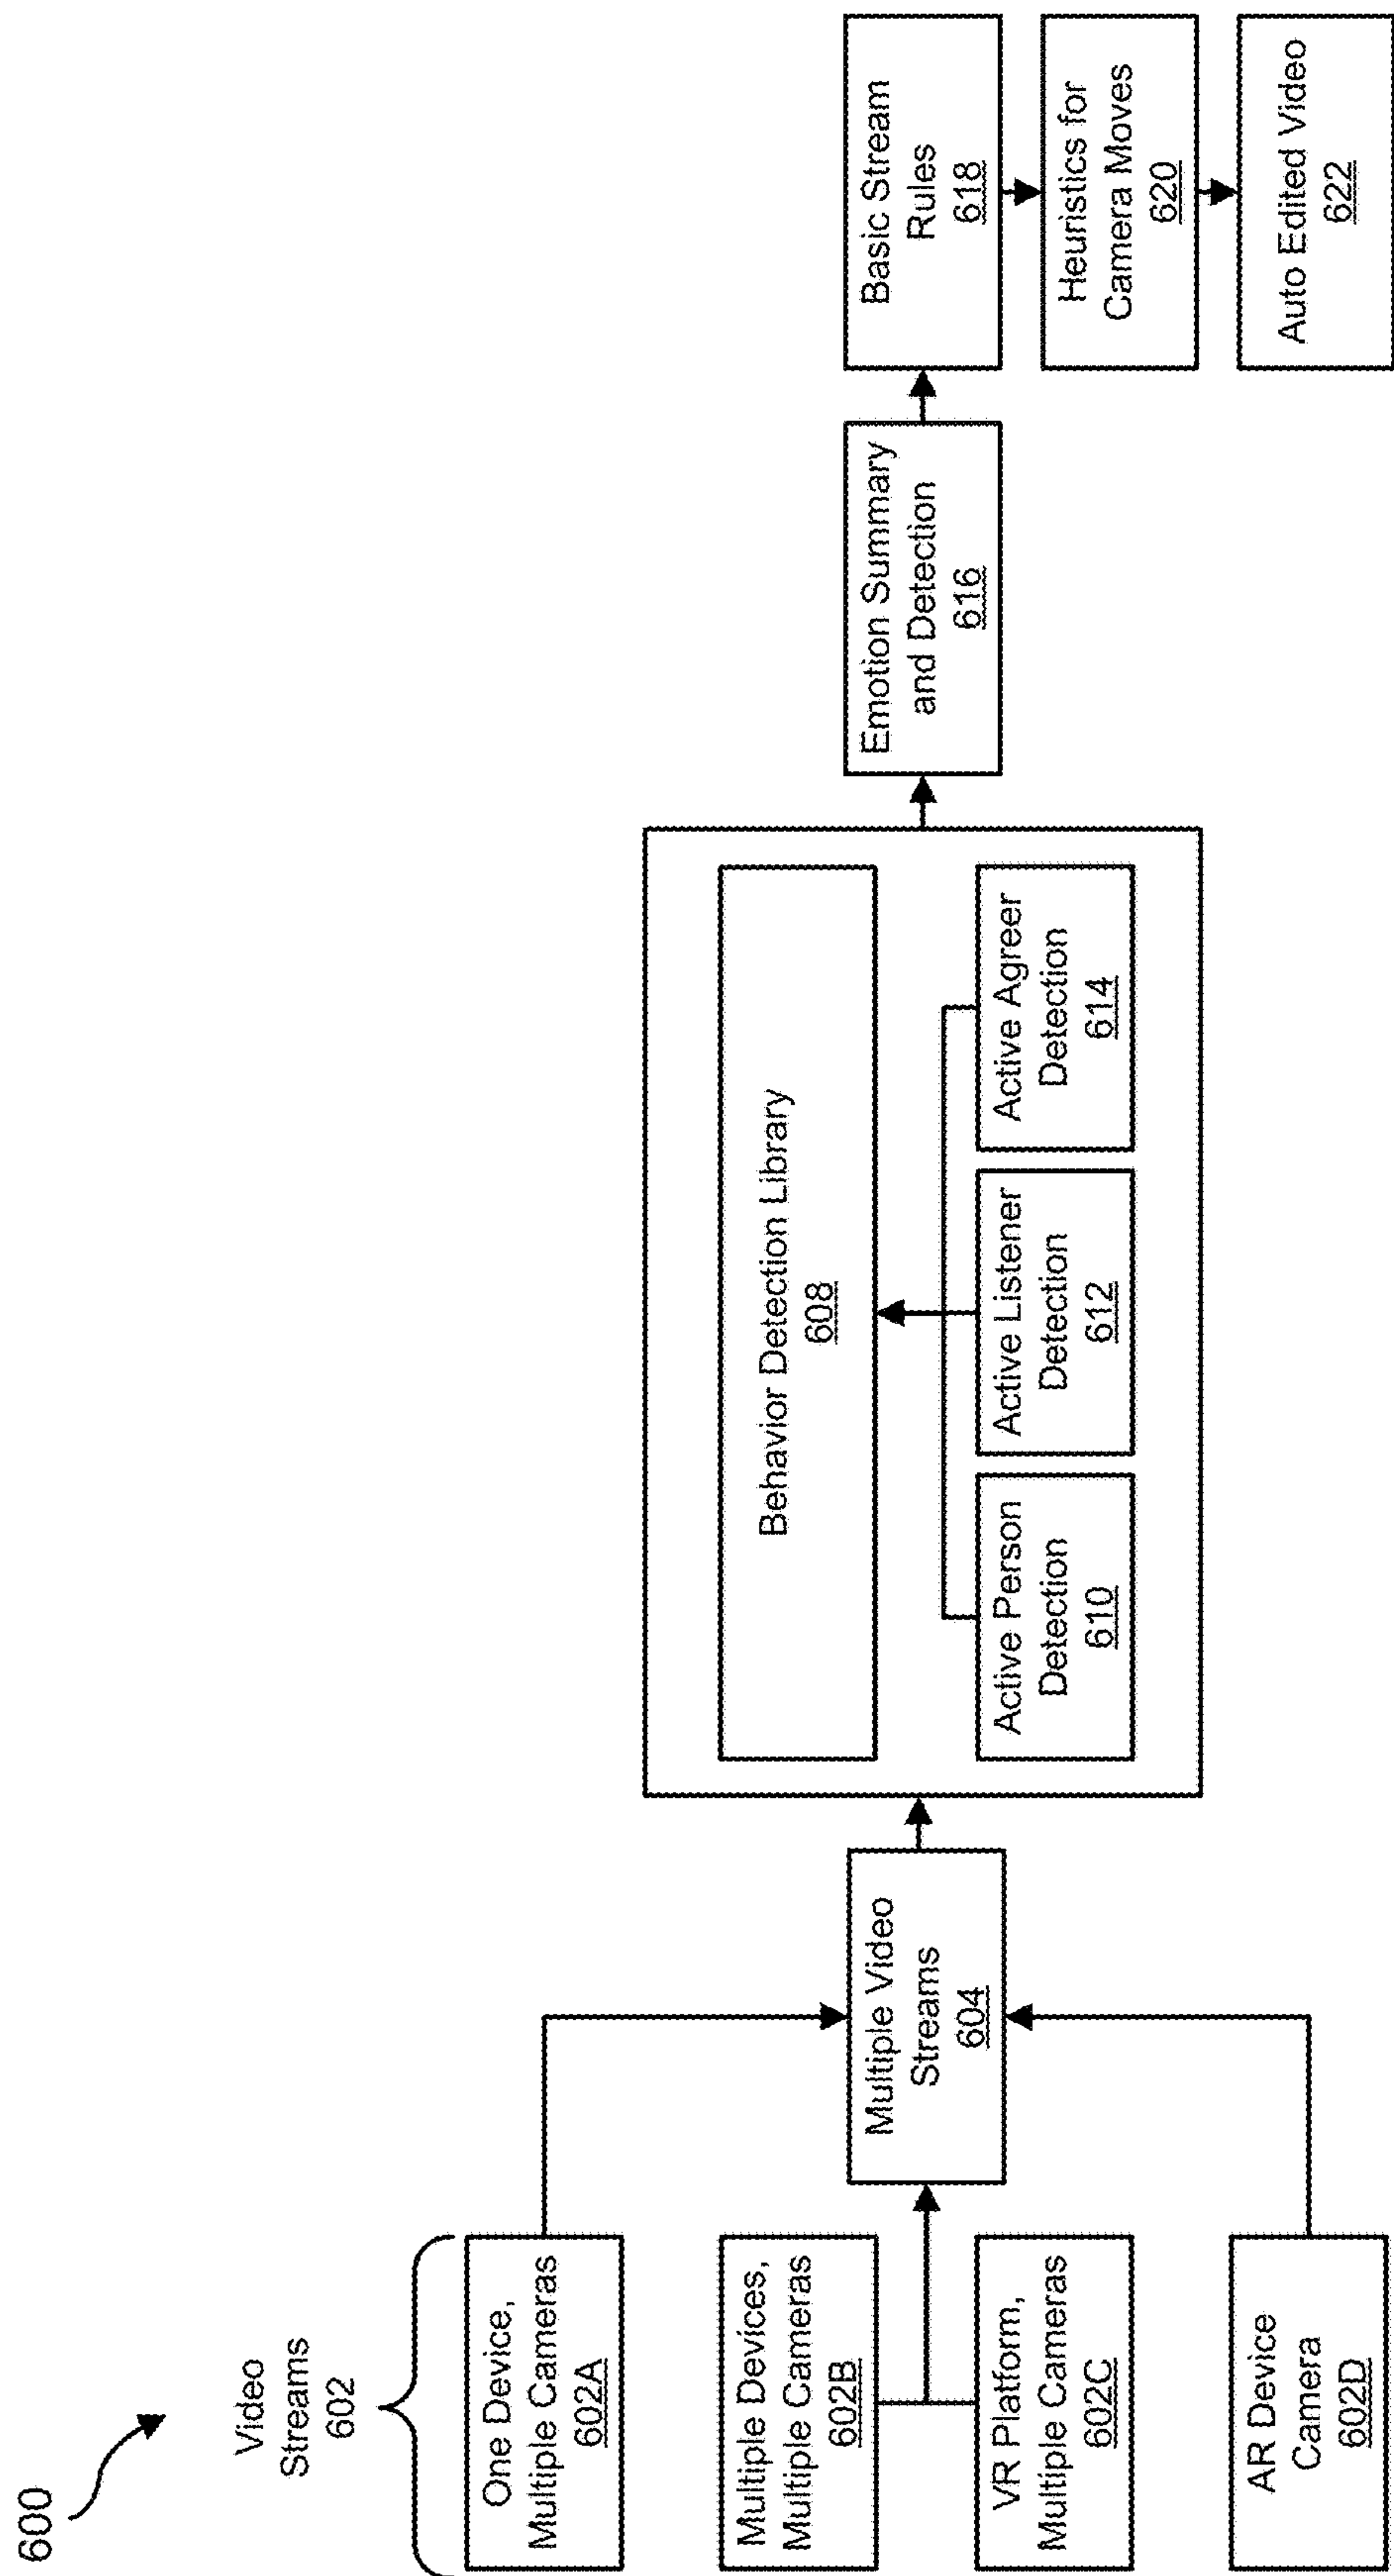 600
Video
Streams
602
One Device,
Multiple Cameras
602A
Multiple Devices,
Multiple Cameras
602B
VR Platform,
Multiple Cameras
602C
AR Device
Camera
602D
Multiple Video
Streams
604
Behavior Detection Library
608
Active Person
Detection
610
Active Listener
Detection
612
Active Agreer
Detection
614
Emotion Summary
and Detection
616
Basic Stream
Rules
618
Heuristics for
Camera Moves
620
Auto Edited Video
622